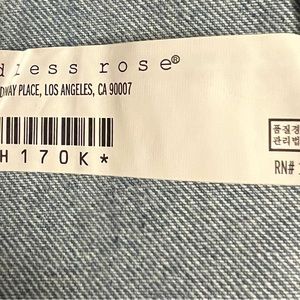 dless rose®
DWAY PLACE, LOS ANGELES, CA 90007
H170K*
품질경
관리법
RN#